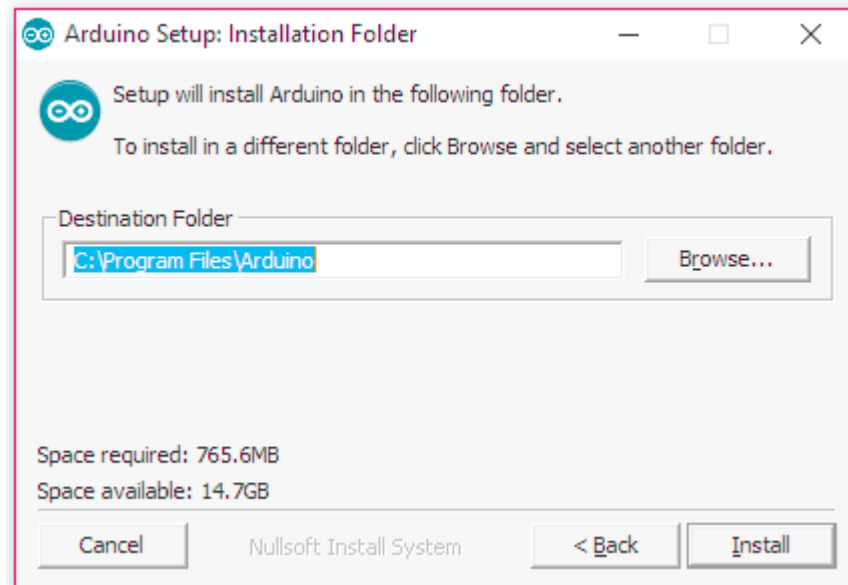 Arduino Setup: Installation Folder
Setup will install Arduino in the following folder.
To install in a different folder, click Browse and select another folder.
Destination Folder
C:\Program Files\Arduino
Browse...
Space required: 765.6MB
Space available: 14.7GB
Cancel
Nullsoft Install System
< Back
Install